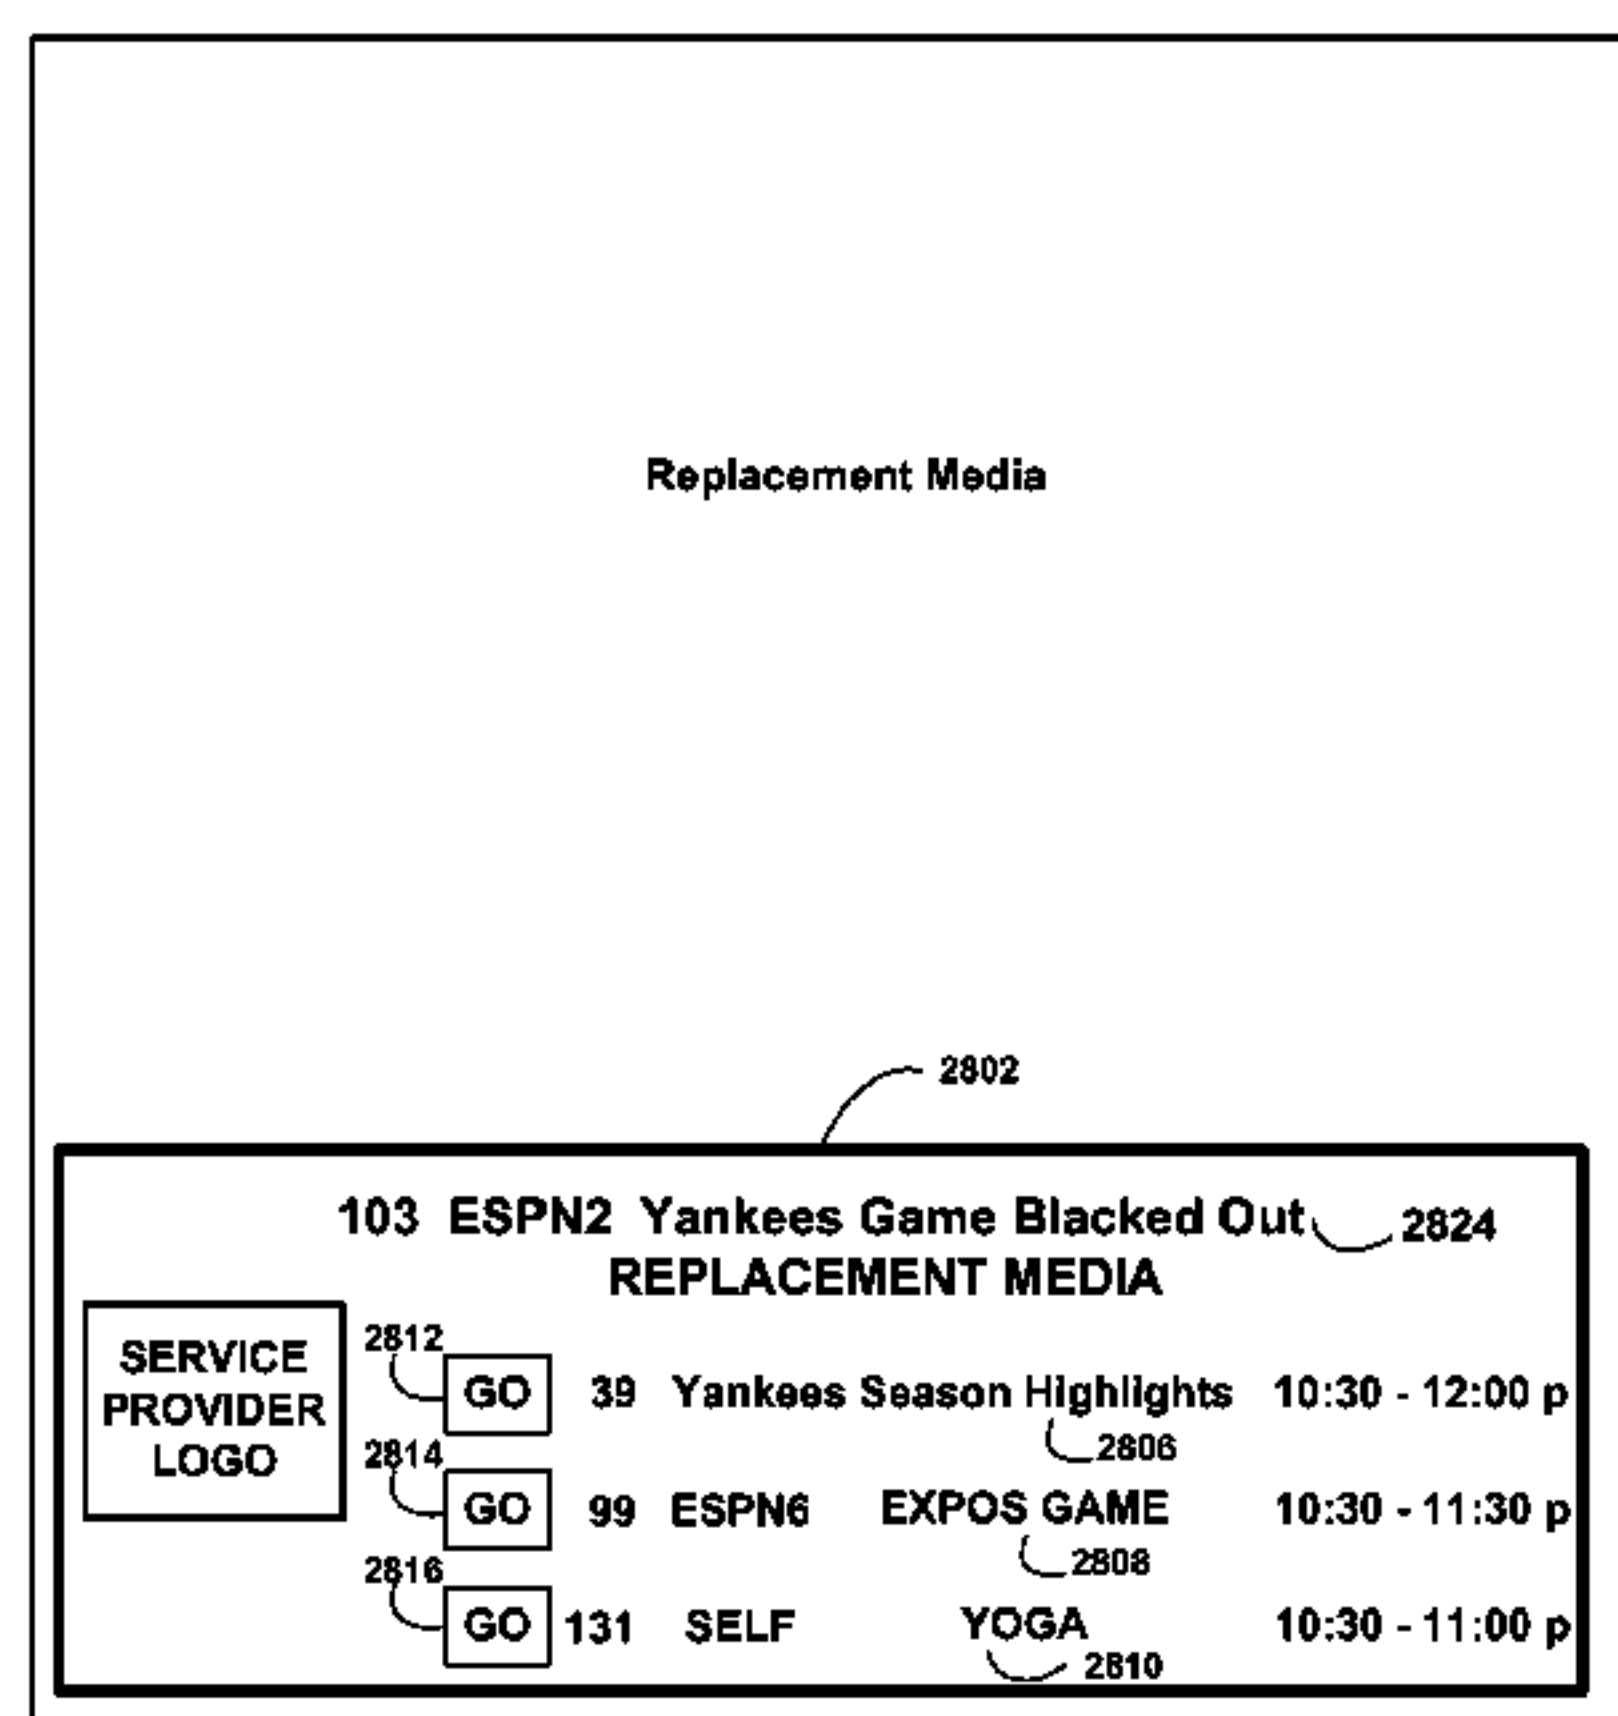 Replacement Media
2802
103 ESPN2 Yankees Game Blacked Out 2824
REPLACEMENT MEDIA
SERVICE
PROVIDER
LOGO
2812
GO 39 Yankees Season Highlights 10:30 - 12:00 p
2806
2814
GO 99 ESPN6 EXPOS GAME 10:30 - 11:30 p
2808
2816
GO 131 SELF YOGA 10:30 - 11:00 p
2810